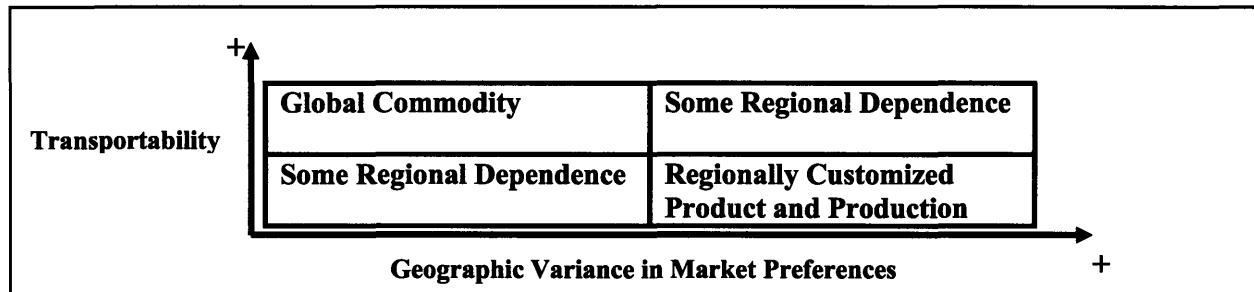 +
Global Commodity
Some Regional Dependence
Transportability
Some Regional Dependence
Regionally Customized
Product and Production
Geographic Variance in Market Preferences
+